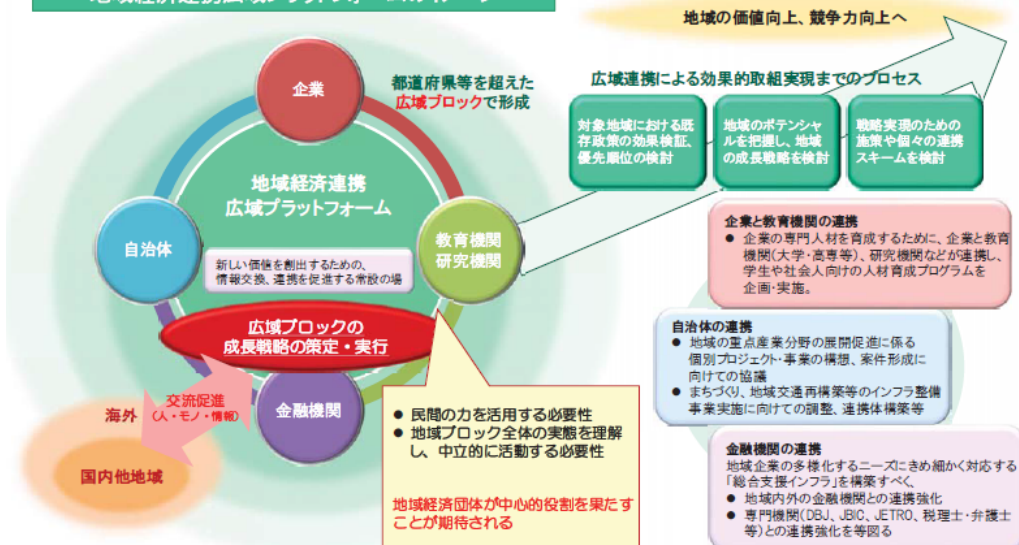 地域の価値向上、競争力向上へ
企業
都道府県等を超えた
広域ブロックで形成
広域連携による効果的取組実現までのプロセス
対象地域における既
存政策の効果検証、
優先順位の検討
地域のポテンシャ
ルを把握し、地域
の成長戦略を検討
戦略実現のための
施策や個々の連携
スキームを検討
地域経済連携
広域プラットフォーム
自治体
教育機関
研究機関
新しい価値を創出するための、
情報交換、連携を促進する常設の場
広域ブロックの
成長戦略の策定・実行
金融機関
交流促進
(人・モノ・情報)
海外
国内他地域
● 民間の力を活用する必要性
● 地域ブロック全体の実態を理解
し、中立的に活動する必要性
地域経済団体が中心的役割を果たす
ことが期待される
企業と教育機関の連携
● 企業の専門人材を育成するために、企業と教育
機関(大学・高専等)、研究機関などが連携し、
学生や社会人向けの人材育成プログラムを
企画・実施。
自治体の連携
● 地域の重点産業分野の展開促進に係る
個別プロジェクト・事業の構想、案件形成に
向けての協議
● まちづくり、地域交通再構築等のインフラ整備
事業実施に向けての調整、連携体構築等
金融機関の連携
地域企業の多様化するニーズにきめ細かく対応する
「総合支援インフラ」を構築すべく、
● 地域内外の金融機関との連携強化
● 専門機関(DBJ、JBIC、JETRO、税理士・弁護士
等)との連携強化を等図る